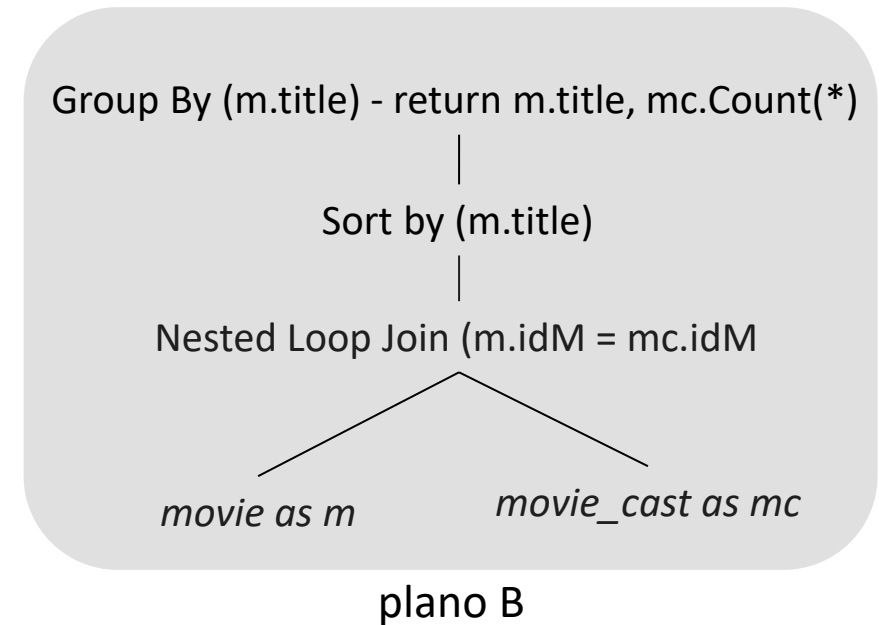 Group By (m.title) - return m.title, mc.Count(*)
Sort by (m.title)
Nested Loop Join (m.idM = mc.idM
movie as m
movie_cast as mc
plano B